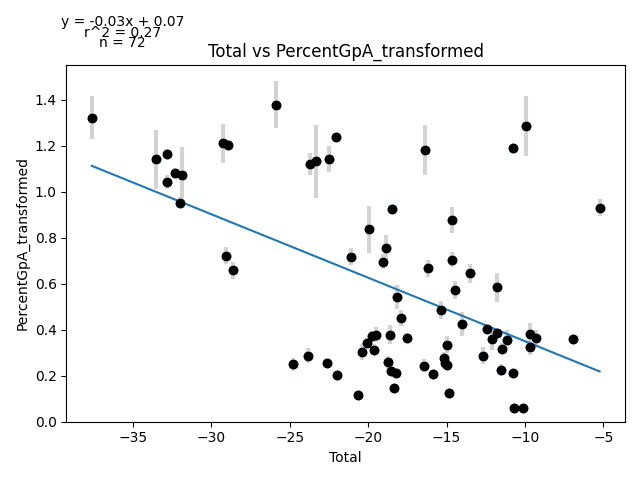 y = -0.03x + 0.07
r^2 = 0.27
n = 72
Total vs PercentGpA_transformed
PercentGpA_transformed
1.4
1.2
1.0
0.8
0.6
0.4
0.2
0.0
−35
−30
−25
−20
−15
−10
−5
Total